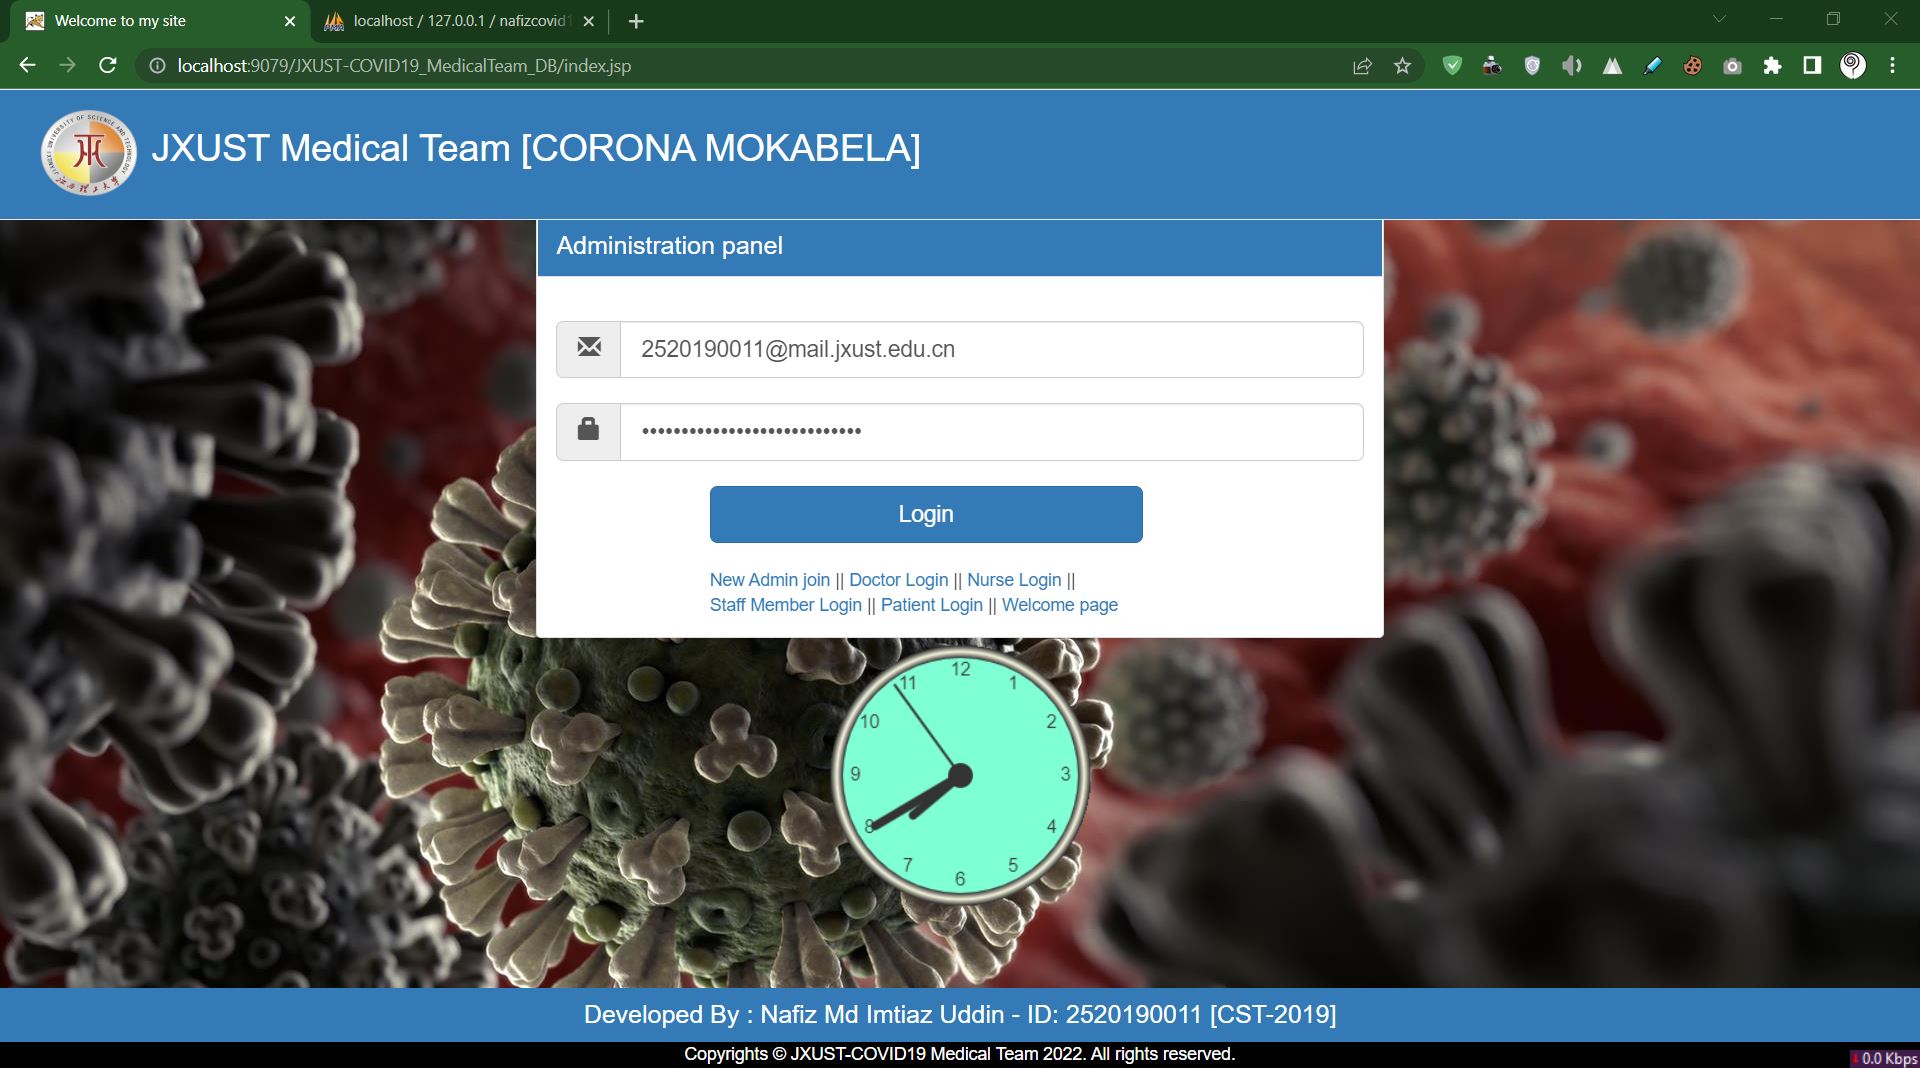 Welcome to my site
localhost / 127.0.0.1 / nafizcovid1
localhost:9079/JXUST-COVID19_MedicalTeam_DB/index.jsp
JXUST Medical Team [CORONA MOKABELA]
Administration panel
2520190011@mail.jxust.edu.cn
Login
New Admin join || Doctor Login || Nurse Login ||
Staff Member Login || Patient Login || Welcome page
12
11
1
10
2
9
3
8
4
7
5
6
Developed By : Nafiz Md Imtiaz Uddin - ID: 2520190011 [CST-2019]
Copyrights © JXUST-COVID19 Medical Team 2022. All rights reserved.
0.0 Kbps